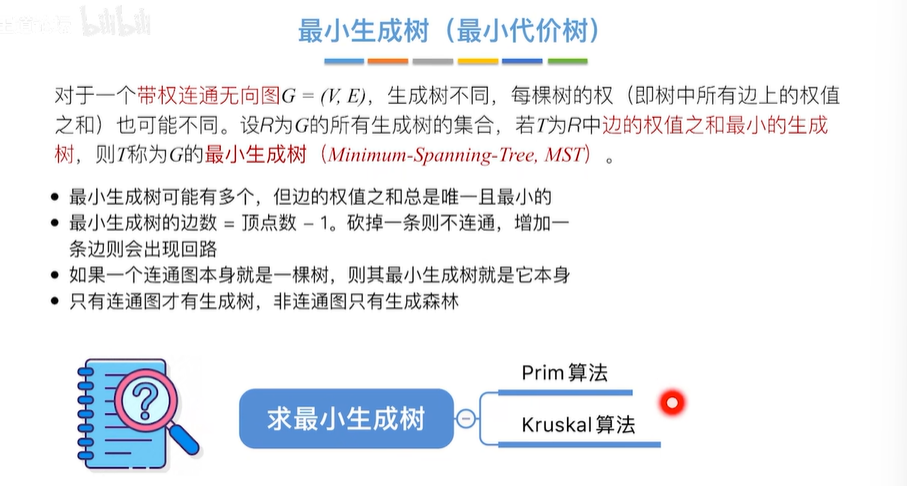 最小生成树（最小代价树）
对于一个带权连通无向图G = (V, E)，生成树不同，每棵树的权（即树中所有边上的权值
之和）也可能不同。设R为G的所有生成树的集合，若T为R中边的权值之和最小的生成
树，则T称为G的最小生成树（Minimum-Spanning-Tree, MST）。
• 最小生成树可能有多个，但边的权值之和总是唯一且最小的
• 最小生成树的边数 = 顶点数 - 1。砍掉一条则不连通，增加一
条边则会出现回路
• 如果一个连通图本身就是一棵树，则其最小生成树就是它本身
• 只有连通图才有生成树，非连通图只有生成森林
?
求最小生成树
Prim 算法
Kruskal 算法